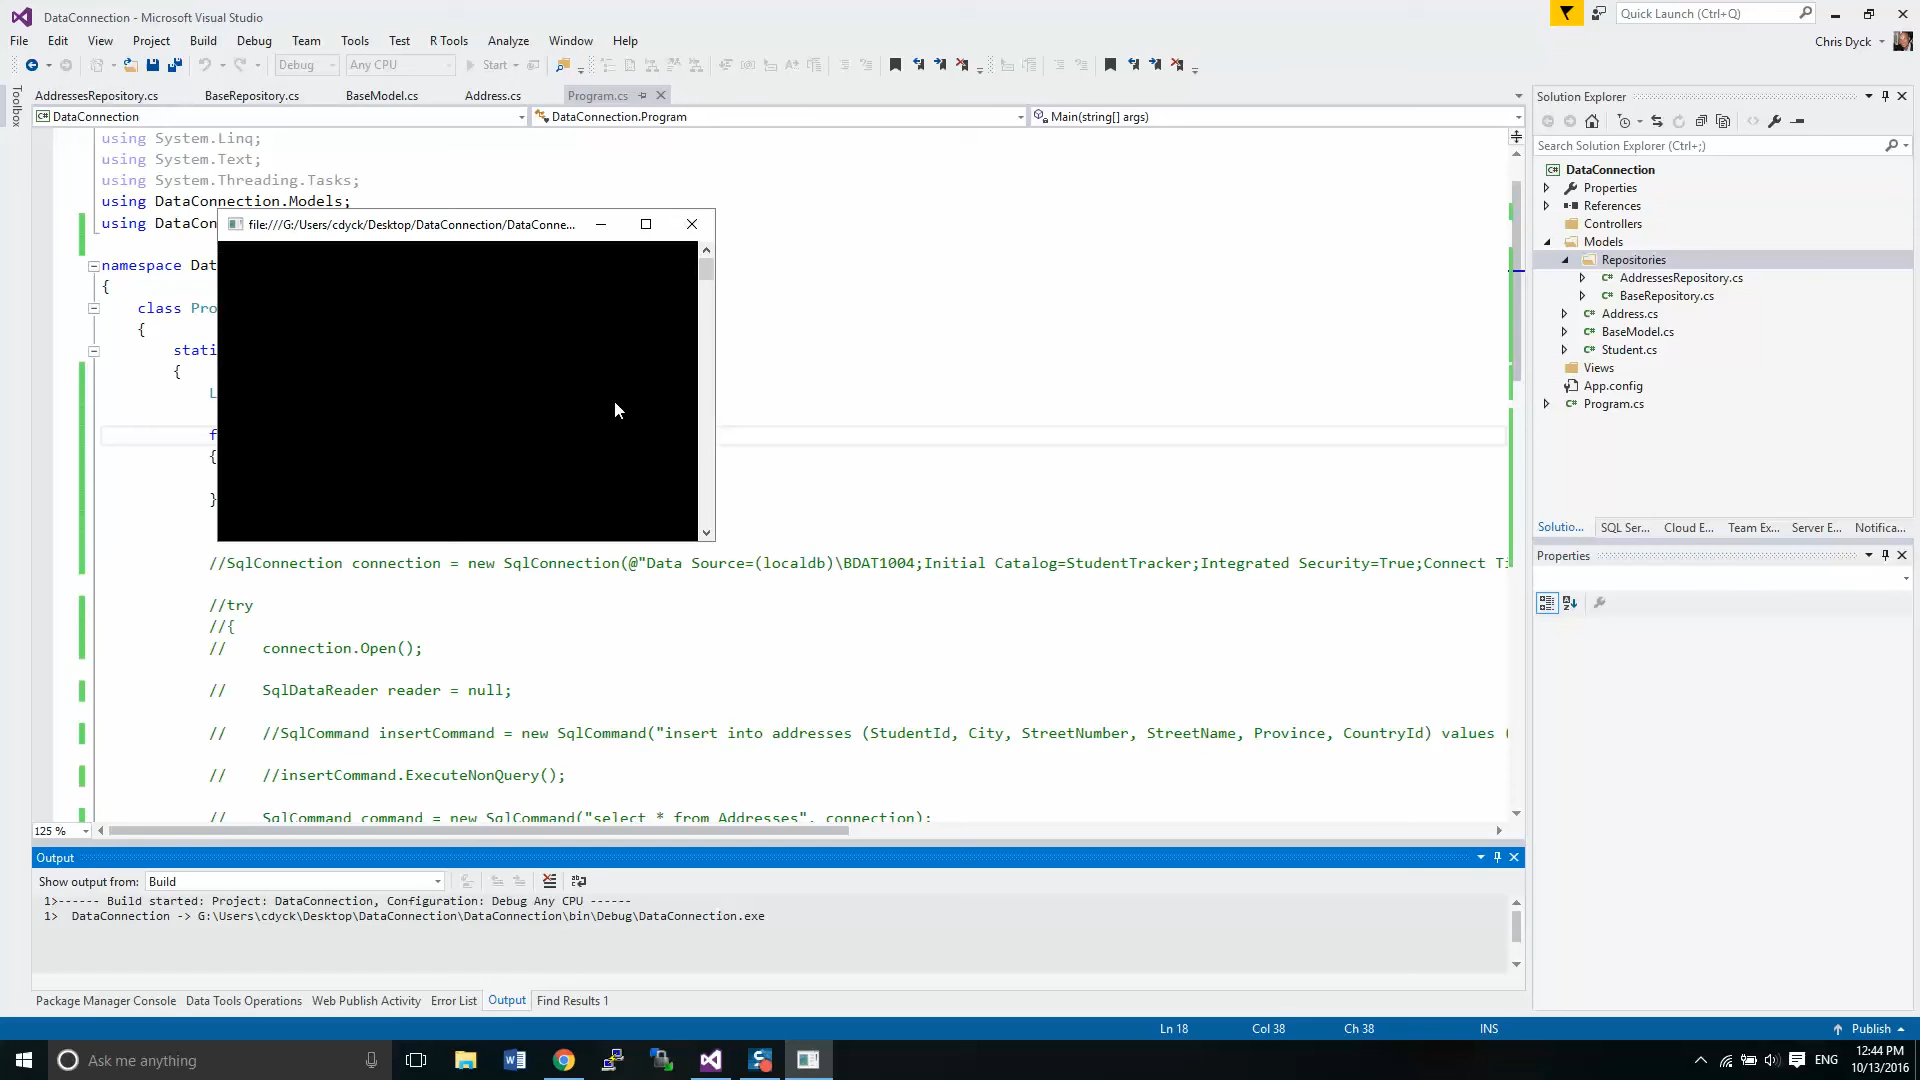 DataConnection - Microsoft Visual Studio
Quick Launch (Ctrl+Q)
File Edit View Project Build Debug Team Tools Test R Tools Analyze Window Help
Chris Dyck
Debug Any CPU Start
Toolbox
AddressesRepository.cs BaseRepository.cs BaseModel.cs Address.cs Program.cs
DataConnection DataConnection.Program Main(string[] args)
using System.Linq;
using System.Text;
using System.Threading.Tasks;
using DataConnection.Models;
using DataCon
file:///G:/Users/cdyck/Desktop/DataConnection/DataConne...
namespace Dat
{
class Pro
{
stati
{
L
f
{
}
//SqlConnection connection = new SqlConnection(@"Data Source=(localdb)\BDAT1004;Initial Catalog=StudentTracker;Integrated Security=True;Connect Ti
//try
//{
// connection.Open();
// SqlDataReader reader = null;
// //SqlCommand insertCommand = new SqlCommand("insert into addresses (StudentId, City, StreetNumber, StreetName, Province, CountryId) values (
// //insertCommand.ExecuteNonQuery();
// SqlCommand command = new SqlCommand("select * from Addresses", connection);
125 %
Output
Show output from: Build
1>------ Build started: Project: DataConnection, Configuration: Debug Any CPU ------
1> DataConnection -> G:\Users\cdyck\Desktop\DataConnection\DataConnection\bin\Debug\DataConnection.exe
Package Manager Console Data Tools Operations Web Publish Activity Error List Output Find Results 1
Solution Explorer
Search Solution Explorer (Ctrl+;)
DataConnection
Properties
References
Controllers
Models
Repositories
AddressesRepository.cs
BaseRepository.cs
Address.cs
BaseModel.cs
Student.cs
Views
App.config
Program.cs
Solutio... SQL Ser... Cloud E... Team Ex... Server E... Notifica...
Properties
Ln 18 Col 38 Ch 38 INS Publish
Ask me anything
ENG
12:44 PM
10/13/2016